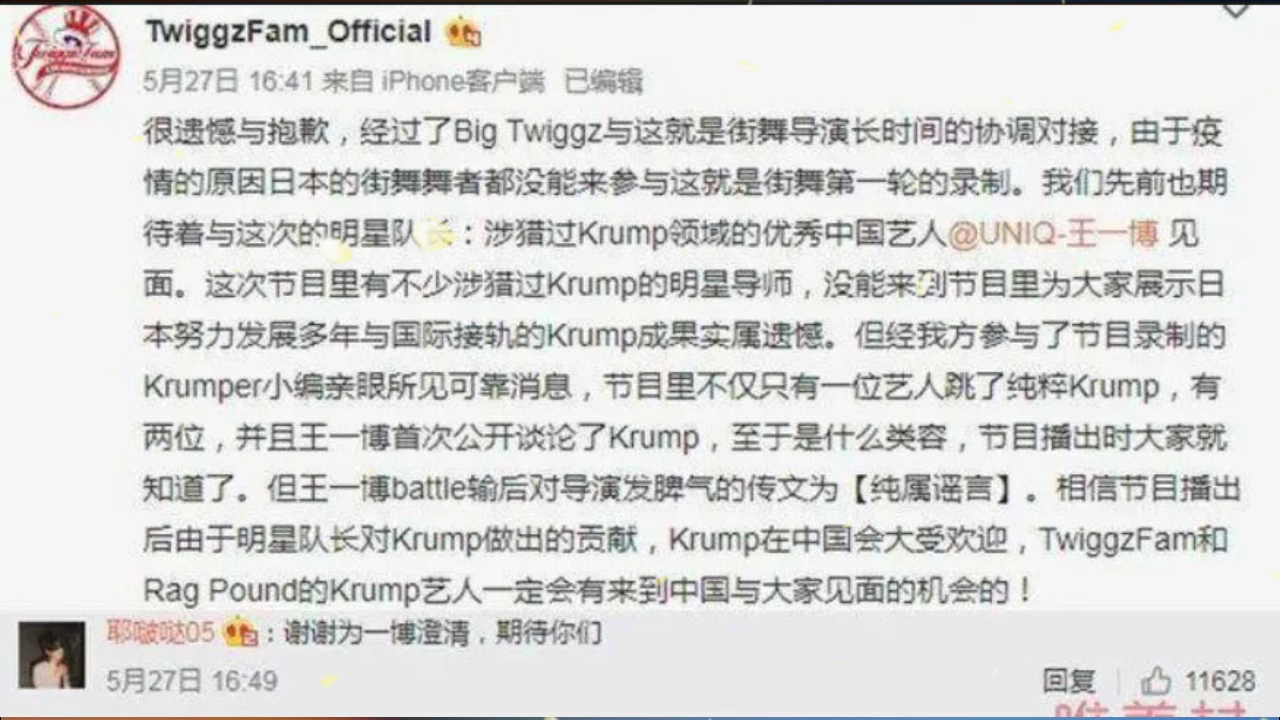 TwiggzFam_Official
5月27日 16:41 来自 iPhone客户端 已编辑
很遗憾与抱歉，经过了Big Twiggz与这就是街舞导演长时间的协调对接，由于疫
情的原因日本的街舞舞者都没能来参与这就是街舞第一轮的录制。我们先前也期
待着与这次的明星队长：涉猎过Krump领域的优秀中国艺人@UNIQ-王一博 见
面。这次节目里有不少涉猎过Krump的明星导师，没能来到节目里为大家展示日
本努力发展多年与国际接轨的Krump成果实属遗憾。但经我方参与了节目录制的
Krumper小编亲眼所见可靠消息，节目里不仅只有一位艺人跳了纯粹Krump，有
两位，并且王一博首次公开谈论了Krump，至于是什么类容，节目播出时大家就
知道了。但王一博battle输后对导演发脾气的传文为【纯属谣言】。相信节目播出
后由于明星队长对Krump做出的贡献，Krump在中国会大受欢迎，TwiggzFam和
Rag Pound的Krump艺人一定会有来到中国与大家见面的机会的！
耶啵哒05：谢谢为一博澄清，期待你们
5月27日 16:49
回复 11628